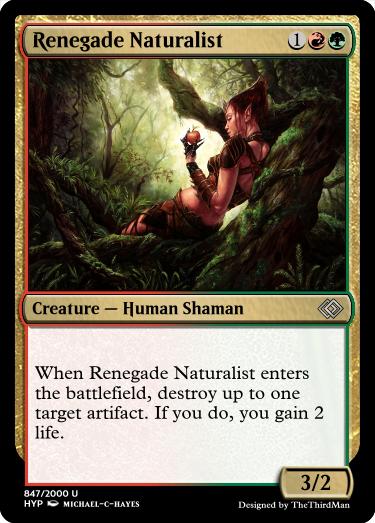 Renegade Naturalist 1
Creature — Human Shaman
When Renegade Naturalist enters
the battlefield, destroy up to one
target artifact. If you do, you gain 2
life.
3/2
847/2000 U
HYP MICHAEL-C-HAYES
Designed by TheThirdMan